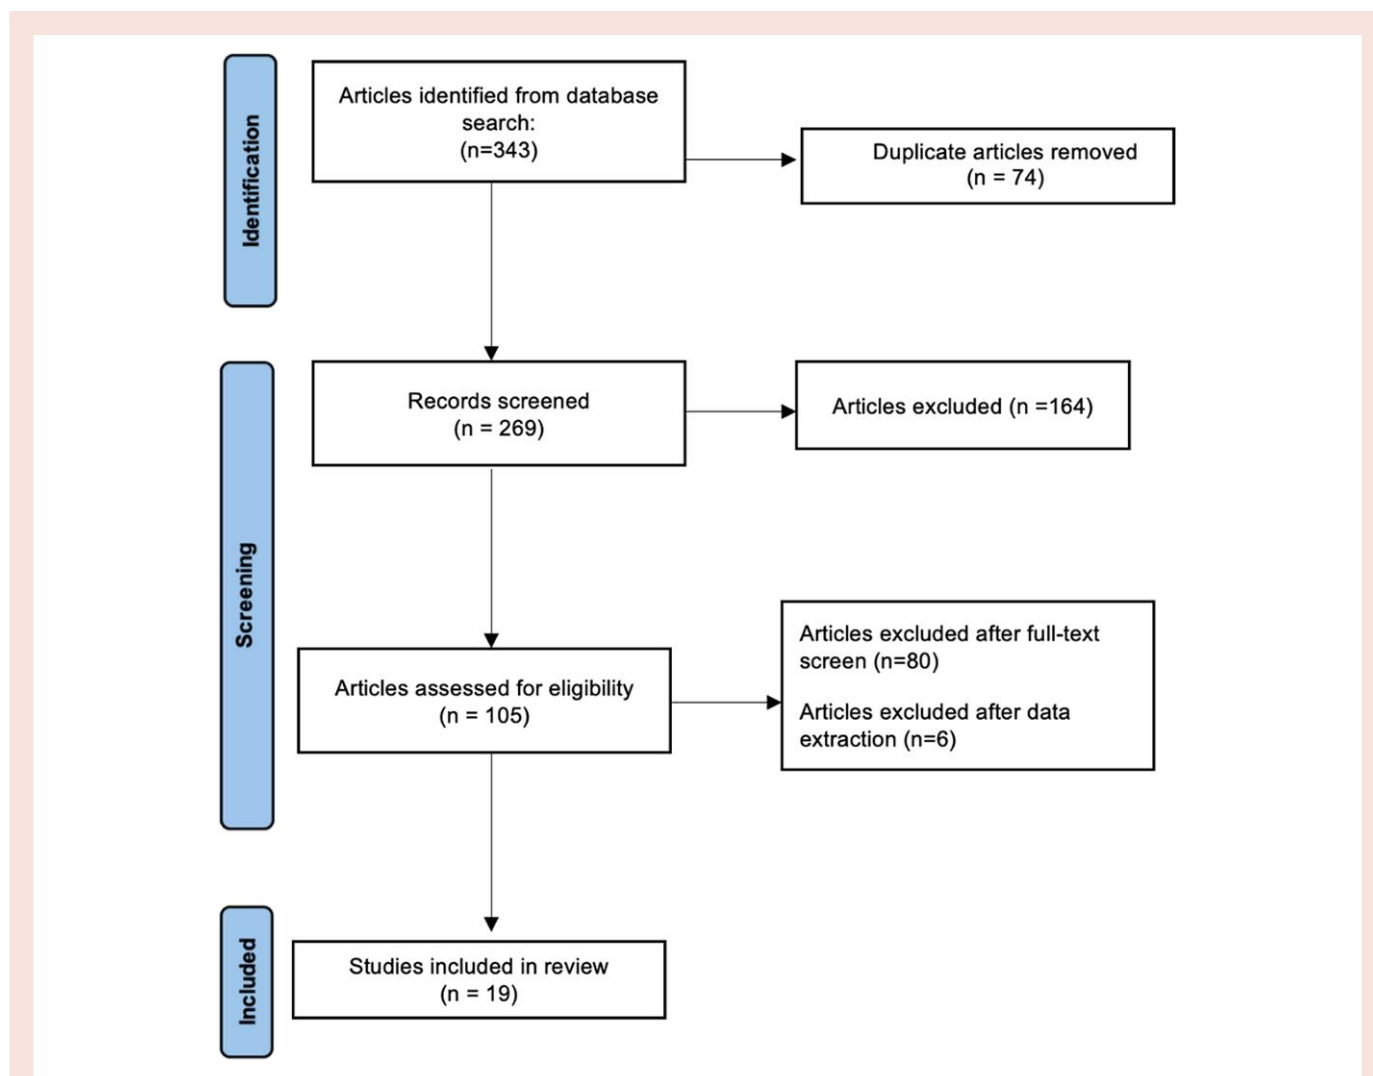 Identification
Articles identified from database
search:
(n=343)
Duplicate articles removed
(n = 74)
Screening
Records screened
(n = 269)
Articles excluded (n =164)
Articles assessed for eligibility
(n = 105)
Articles excluded after full-text
screen (n=80)
Articles excluded after data
extraction (n=6)
Included
Studies included in review
(n = 19)